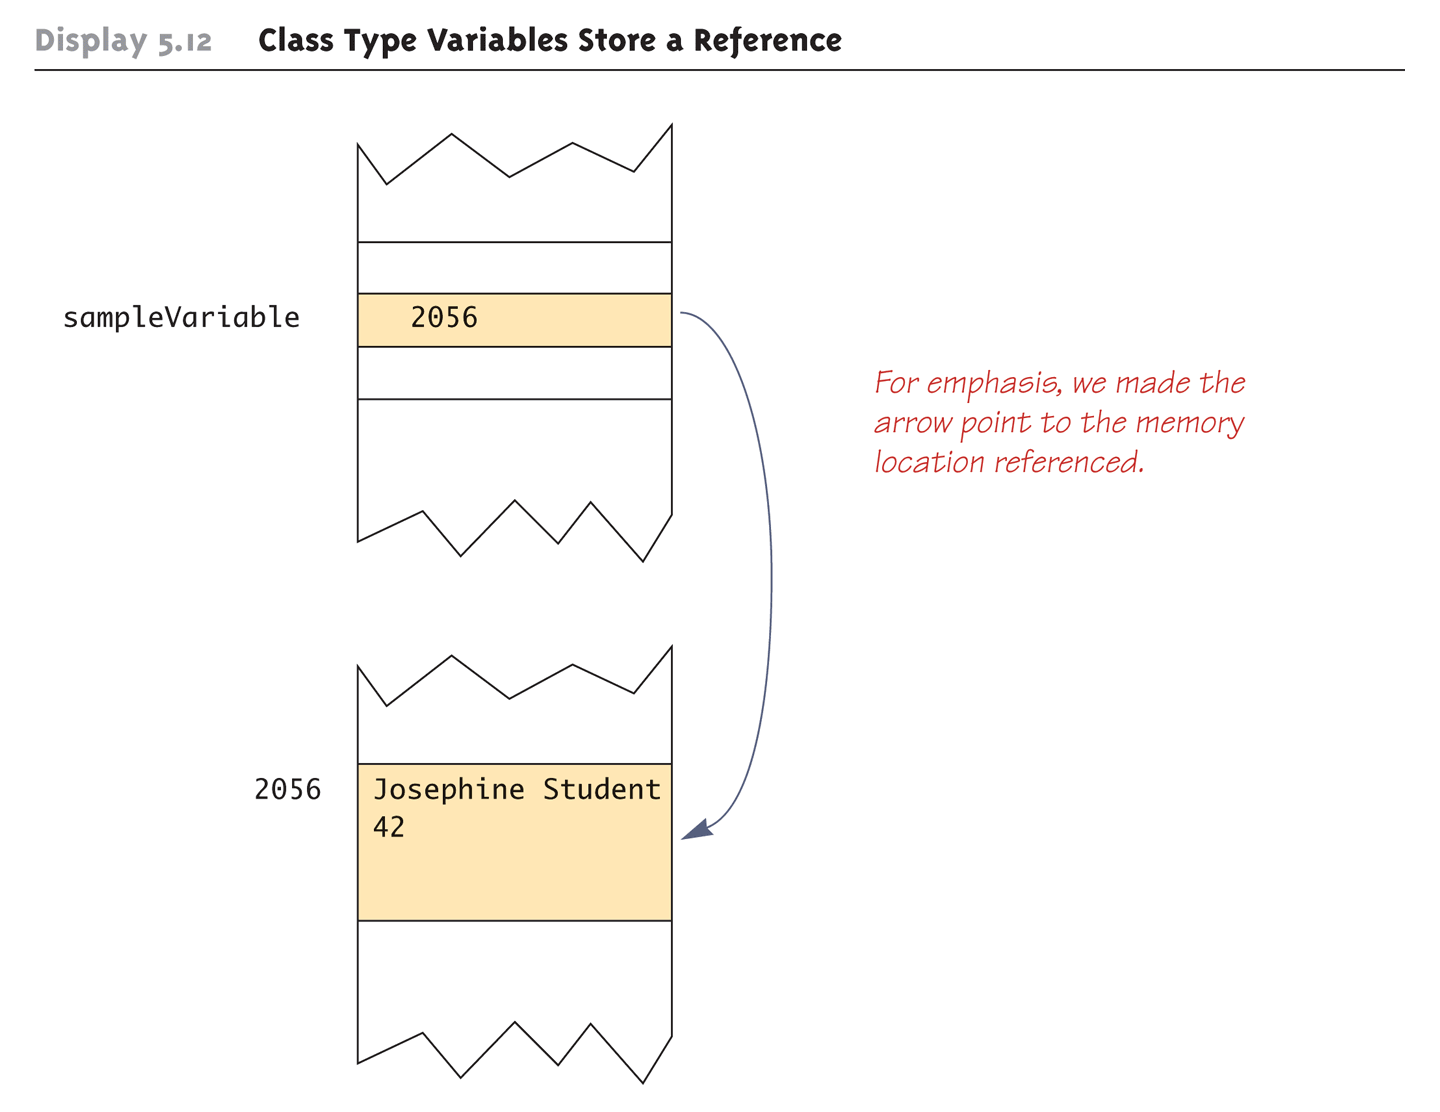 Display 5.12 Class Type Variables Store a Reference
sampleVariable 2056
For emphasis, we made the
arrow point to the memory
location referenced.
2056 Josephine Student
42